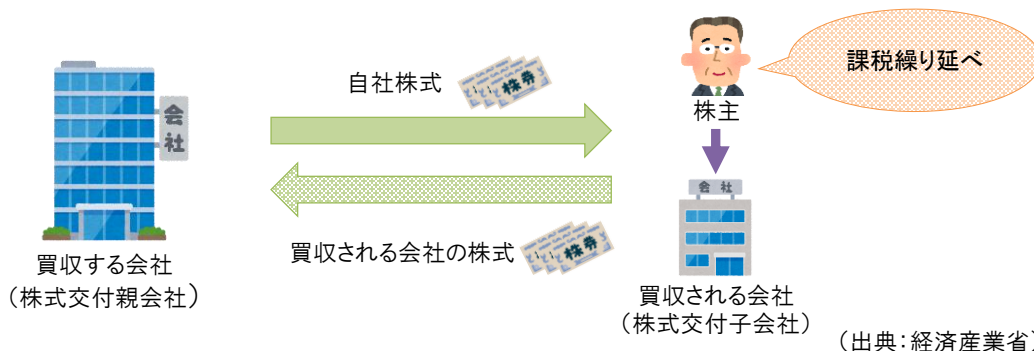 課税繰り延べ
自社株式
株券
会社
株主
会社
買収される会社の株式
株券
買収する会社
（株式交付親会社）
買収される会社
（株式交付子会社）
（出典：経済産業省）